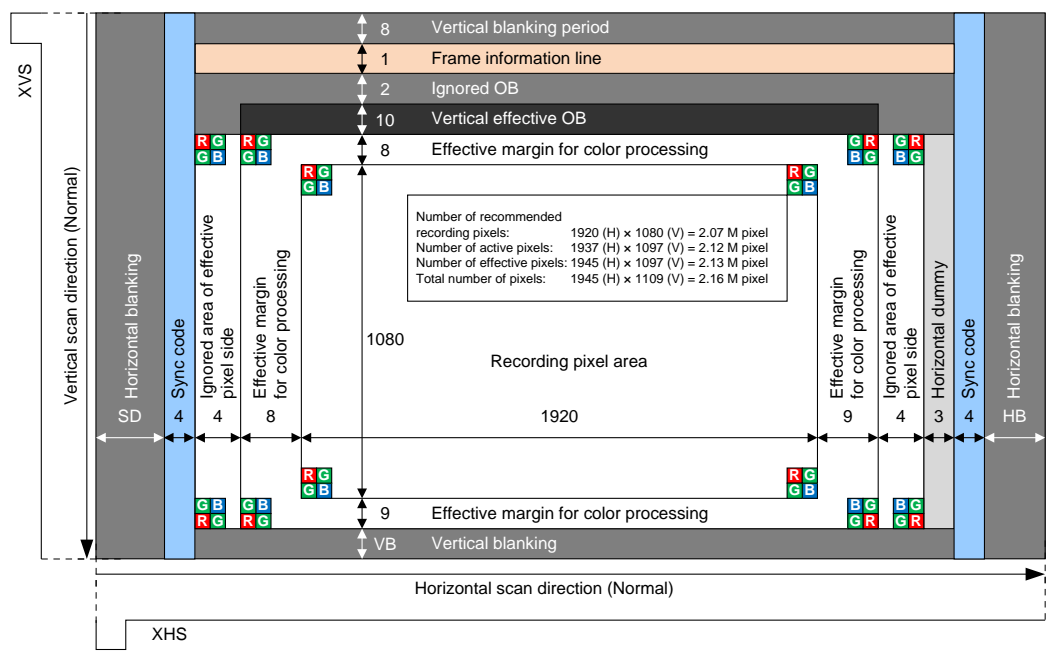 XVS
8 Vertical blanking period
1 Frame information line
2 Ignored OB
10 Vertical effective OB
R G R G G R G R
G B G B B G B G
8 Effective margin for color processing
R G R G
G B G B
Number of recommended
recording pixels: 1920 (H) × 1080 (V) = 2.07 M pixel
Number of active pixels: 1937 (H) × 1097 (V) = 2.12 M pixel
Number of effective pixels: 1945 (H) × 1097 (V) = 2.13 M pixel
Total number of pixels: 1945 (H) × 1109 (V) = 2.16 M pixel
Vertical scan direction (Normal)
Horizontal blanking
Sync code
Ignored area of effective
pixel side
Effective margin
for color processing
1080
Recording pixel area
Effective margin
for color processing
Ignored area of effective
pixel side
Horizontal dummy
Sync code
Horizontal blanking
SD 4 4 8 1920 9 4 3 4 HB
R G R G
G B G B
G B G B B G B G
R G R G G R G R
9 Effective margin for color processing
VB Vertical blanking
Horizontal scan direction (Normal)
XHS